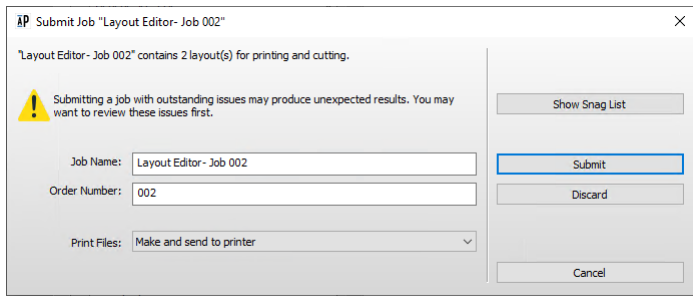 AP Submit Job "Layout Editor- Job 002"
"Layout Editor- Job 002" contains 2 layout(s) for printing and cutting.
Submitting a job with outstanding issues may produce unexpected results. You may
want to review these issues first.
Show Snag List
Job Name: Layout Editor- Job 002
Submit
Order Number: 002
Discard
Print Files: Make and send to printer
Cancel